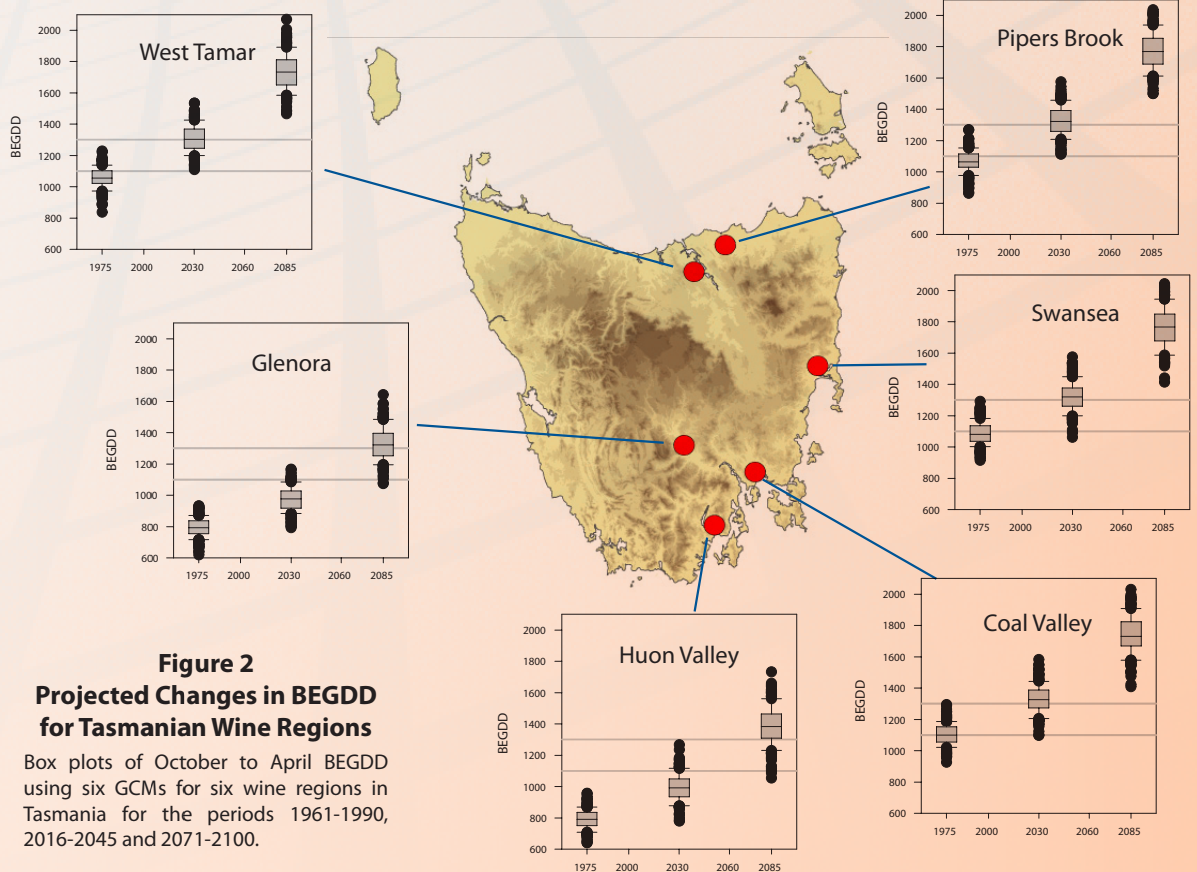 West Tamar
BEGDD
2000
1800
1600
1400
1200
1000
800
600
1975 2000 2030 2060 2085
Pipers Brook
BEGDD
2000
1800
1600
1400
1200
1000
800
600
1975 2000 2030 2060 2085
Glenora
BEGDD
2000
1800
1600
1400
1200
1000
800
600
1975 2000 2030 2060 2085
Swansea
BEGDD
2000
1800
1600
1400
1200
1000
800
600
1975 2000 2030 2060 2085
Huon Valley
BEGDD
2000
1800
1600
1400
1200
1000
800
600
1975 2000 2030 2060 2085
Coal Valley
BEGDD
2000
1800
1600
1400
1200
1000
800
600
1975 2000 2030 2060 2085
Figure 2
Projected Changes in BEGDD
for Tasmanian Wine Regions
Box plots of October to April BEGDD
using six GCMs for six wine regions in
Tasmania for the periods 1961-1990,
2016-2045 and 2071-2100.